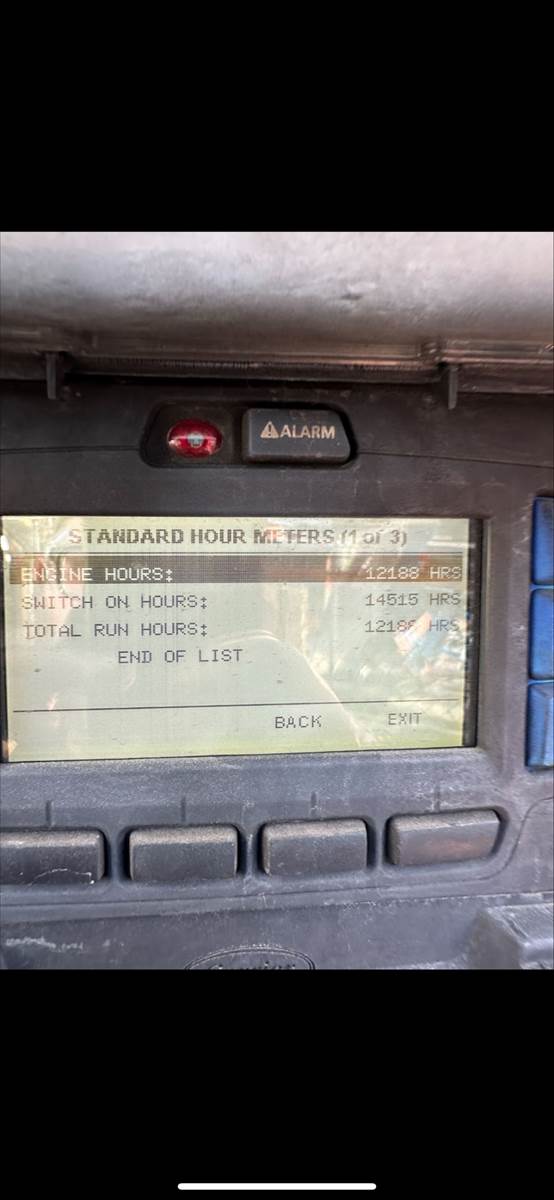 ⚠ALARM
STANDARD HOUR METERS (1 of 3)
ENGINE HOURS: 12188 HRS
SWITCH ON HOURS: 14515 HRS
TOTAL RUN HOURS: 12188 HRS
END OF LIST
BACK EXIT